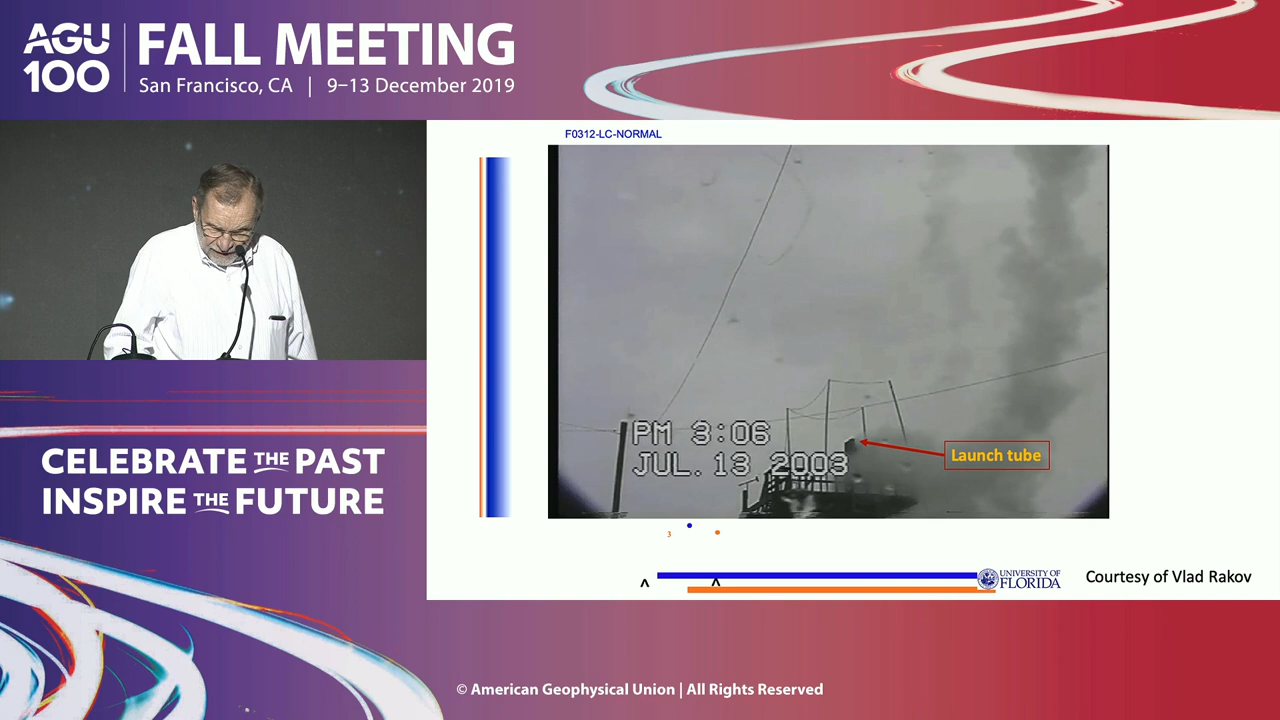 AGU
100
FALL MEETING
San Francisco, CA | 9–13 December 2019
F0312-LC-NORMAL
PM 3:06
JUL. 13 2003
Launch tube
3
^ ^
UNIVERSITY OF
FLORIDA
Courtesy of Vlad Rakov
CELEBRATE THE PAST
INSPIRE THE FUTURE
© American Geophysical Union | All Rights Reserved